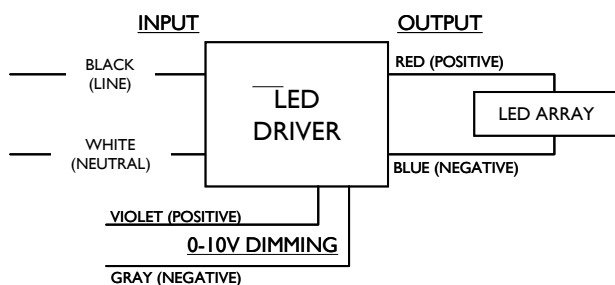 INPUT
OUTPUT
BLACK
(LINE)
RED (POSITIVE)
LED
DRIVER
LED ARRAY
WHITE
(NEUTRAL)
BLUE (NEGATIVE)
VIOLET (POSITIVE)
0-10V DIMMING
GRAY (NEGATIVE)